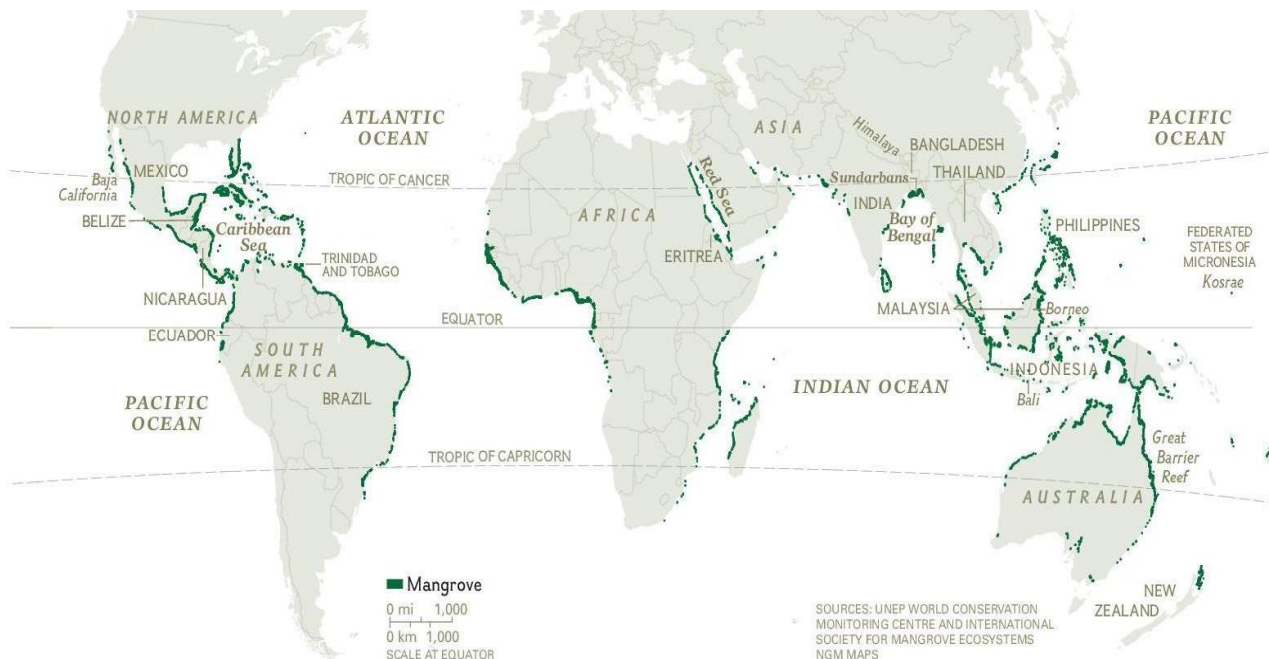 NORTH AMERICA
ATLANTIC
OCEAN
ASIA
Himalaya
PACIFIC
OCEAN
BANGLADESH
MEXICO
Baja
California
TROPIC OF CANCER
Red Sea
Sundarbans
THAILAND
INDIA
BELIZE
Caribbean
Sea
AFRICA
Bay of
Bengal
PHILIPPINES
FEDERATED
STATES OF
MICRONESIA
Kosrae
TRINIDAD
AND TOBAGO
ERITREA
NICARAGUA
MALAYSIA
Borneo
EQUATOR
ECUADOR
SOUTH
AMERICA
INDONESIA
INDIAN OCEAN
Bali
BRAZIL
PACIFIC
OCEAN
TROPIC OF CAPRICORN
Great
Barrier
Reef
AUSTRALIA
Mangrove
0 mi 1,000
0 km 1,000
SCALE AT EQUATOR
NEW
ZEALAND
SOURCES: UNEP WORLD CONSERVATION
MONITORING CENTRE AND INTERNATIONAL
SOCIETY FOR MANGROVE ECOSYSTEMS
NGM MAPS